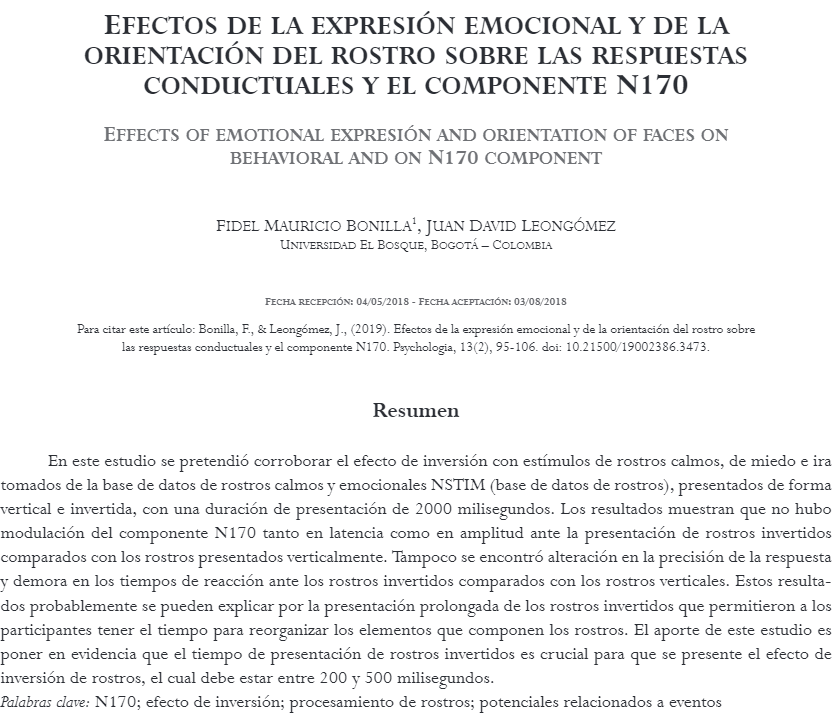 EFECTOS DE LA EXPRESIÓN EMOCIONAL Y DE LA
ORIENTACIÓN DEL ROSTRO SOBRE LAS RESPUESTAS
CONDUCTUALES Y EL COMPONENTE N170
EFFECTS OF EMOTIONAL EXPRESIÓN AND ORIENTATION OF FACES ON
BEHAVIORAL AND ON N170 COMPONENT
FIDEL MAURICIO BONILLA¹, JUAN DAVID LEONGÓMEZ
UNIVERSIDAD EL BOSQUE, BOGOTÁ – COLOMBIA
FECHA RECEPCIÓN: 04/05/2018 - FECHA ACEPTACIÓN: 03/08/2018
Para citar este artículo: Bonilla, F., & Leongómez, J., (2019). Efectos de la expresión emocional y de la orientación del rostro sobre
las respuestas conductuales y el componente N170. Psychologia, 13(2), 95-106. doi: 10.21500/19002386.3473.
Resumen
En este estudio se pretendió corroborar el efecto de inversión con estímulos de rostros calmos, de miedo e ira
tomados de la base de datos de rostros calmos y emocionales NSTIM (base de datos de rostros), presentados de forma
vertical e invertida, con una duración de presentación de 2000 milisegundos. Los resultados muestran que no hubo
modulación del componente N170 tanto en latencia como en amplitud ante la presentación de rostros invertidos
comparados con los rostros presentados verticalmente. Tampoco se encontró alteración en la precisión de la respuesta
y demora en los tiempos de reacción ante los rostros invertidos comparados con los rostros verticales. Estos resulta-
dos probablemente se pueden explicar por la presentación prolongada de los rostros invertidos que permitieron a los
participantes tener el tiempo para reorganizar los elementos que componen los rostros. El aporte de este estudio es
poner en evidencia que el tiempo de presentación de rostros invertidos es crucial para que se presente el efecto de
inversión de rostros, el cual debe estar entre 200 y 500 milisegundos.
Palabras clave: N170; efecto de inversión; procesamiento de rostros; potenciales relacionados a eventos